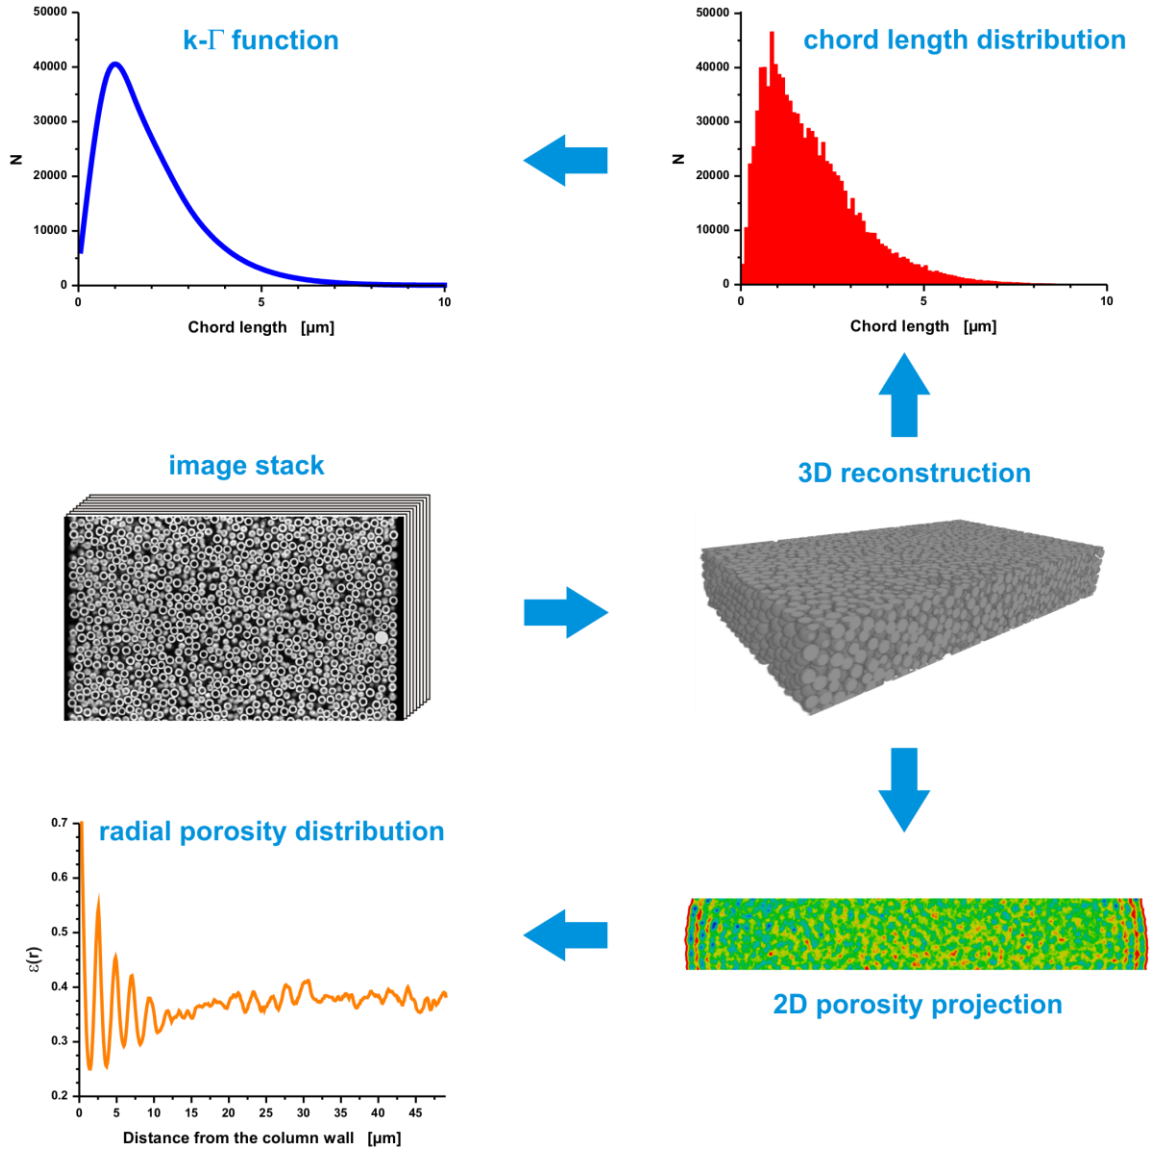 k-Γ function
50000
40000
30000
20000
10000
0
N
0 5 10
Chord length [µm]
chord length distribution
50000
40000
30000
20000
10000
0
N
0 5 10
Chord length [µm]
image stack
3D reconstruction
radial porosity distribution
0.7
0.6
0.5
0.4
0.3
0.2
ε(r)
0 5 10 15 20 25 30 35 40 45
Distance from the column wall [µm]
2D porosity projection